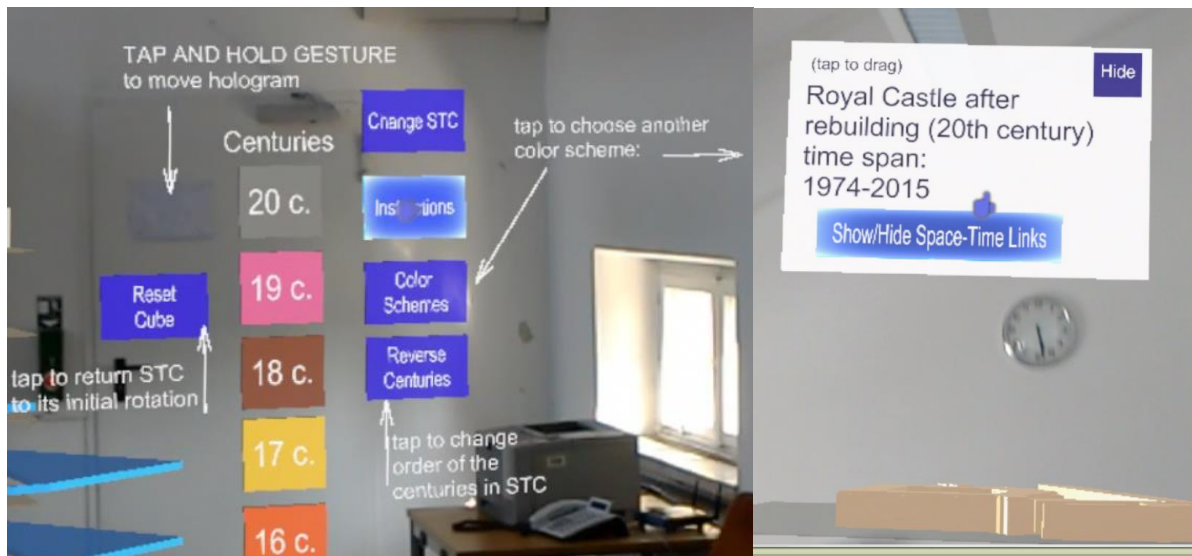 TAP AND HOLD GESTURE
to move hologram
Centuries
20 c.
19 c.
18 c.
17 c.
16 c.
Change STC
Instructions
Color
Schemes
Reverse
Centuries
Reset
Cube
tap to return STC
to its initial rotation
tap to choose another
color scheme:
tap to change
order of the
centuries in STC
(tap to drag)
Hide
Royal Castle after
rebuilding (20th century)
time span:
1974-2015
Show/Hide Space-Time Links